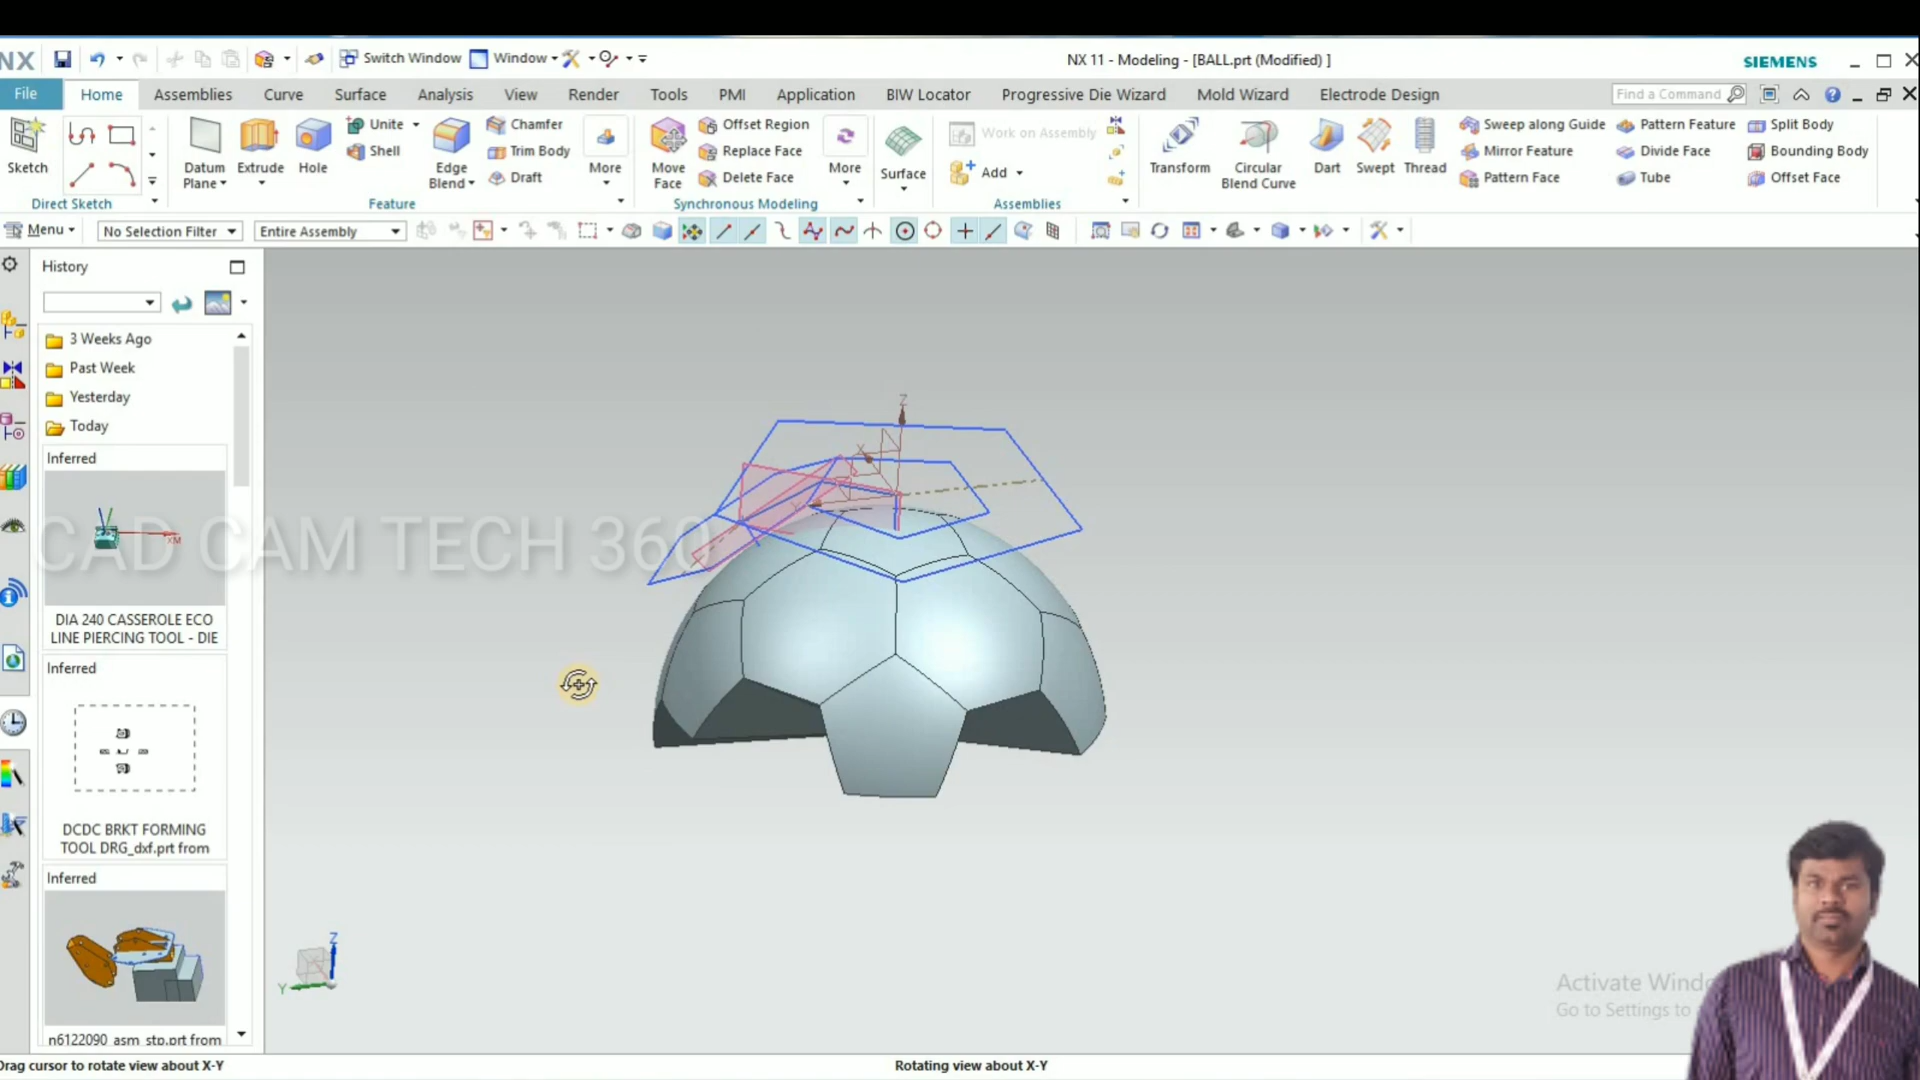 NX
Switch Window
Window
NX 11 - Modeling - [BALL.prt (Modified) ]
SIEMENS
File
Home
Assemblies
Curve
Surface
Analysis
View
Render
Tools
PMI
Application
BIW Locator
Progressive Die Wizard
Mold Wizard
Electrode Design
Find a Command
Sketch
Direct Sketch
Datum
Plane
Extrude
Hole
Unite
Shell
Edge
Blend
Chamfer
Trim Body
Draft
More
Feature
Move
Face
Offset Region
Replace Face
Delete Face
More
Synchronous Modeling
Surface
Work on Assembly
Add
Assemblies
Transform
Circular
Blend Curve
Dart
Swept
Thread
Sweep along Guide
Mirror Feature
Pattern Face
Pattern Feature
Divide Face
Tube
Split Body
Bounding Body
Offset Face
Menu
No Selection Filter
Entire Assembly
History
3 Weeks Ago
Past Week
Yesterday
Today
Inferred
XM
DIA 240 CASSEROLE ECO
LINE PIERCING TOOL - DIE
Inferred
DCDC BRKT FORMING
TOOL DRG_dxf.prt from
Inferred
n6122090_asm_stp.prt from
CAD CAM TECH 360
Z
X
Y
Z
Y
Activate Windo
Go to Settings to
Drag cursor to rotate view about X-Y
Rotating view about X-Y